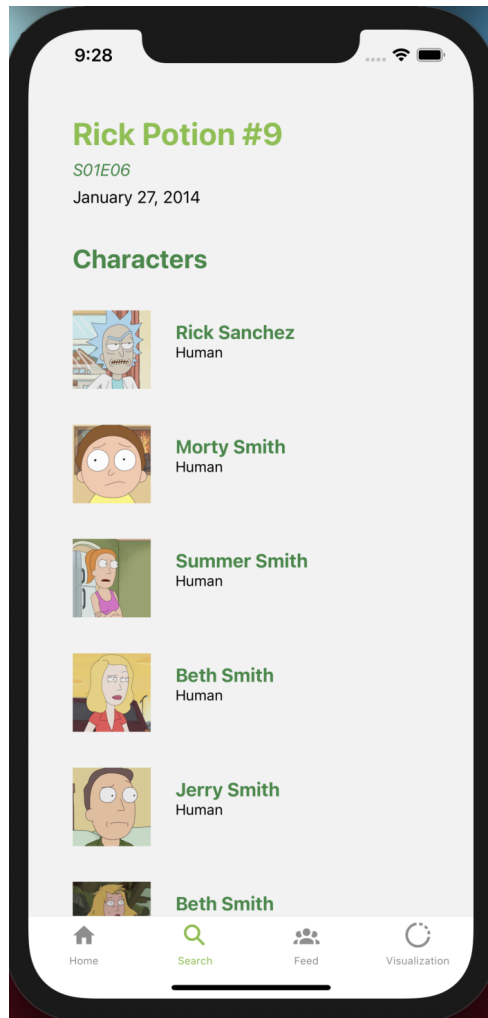 9:28
Rick Potion #9
S01E06
January 27, 2014
Characters
Rick Sanchez
Human
Morty Smith
Human
Summer Smith
Human
Beth Smith
Human
Jerry Smith
Human
Beth Smith
Home Search Feed Visualization